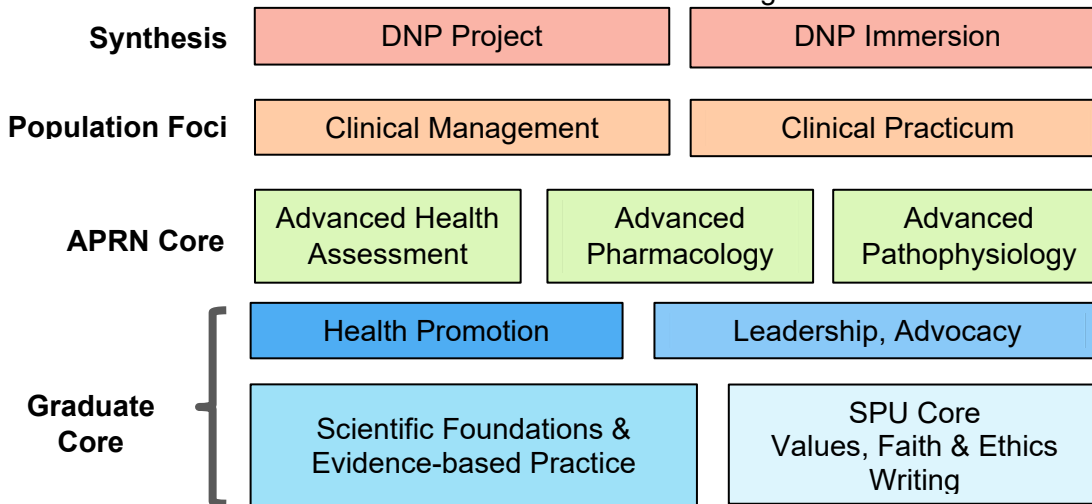 Synthesis
DNP Project
DNP Immersion
Population Foci
Clinical Management
Clinical Practicum
APRN Core
Advanced Health
Assessment
Advanced
Pharmacology
Advanced
Pathophysiology
Graduate
Core
Health Promotion
Leadership, Advocacy
Scientific Foundations &
Evidence-based Practice
SPU Core
Values, Faith & Ethics
Writing